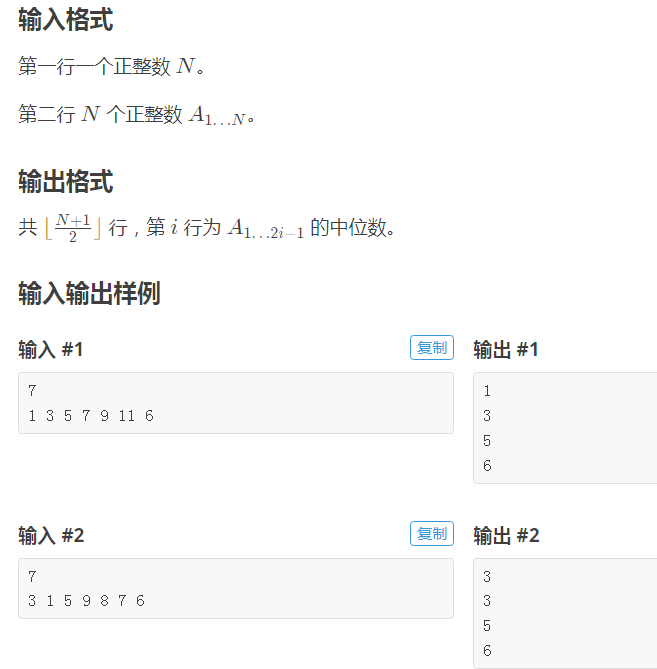 输入格式
第一行一个正整数 N。
第二行 N 个正整数 A_{1…N}。
输出格式
共 ⌊\frac{N+1}{2}⌋ 行，第 i 行为 A_{1…2i−1} 的中位数。
输入输出样例
输入 #1 复制 输出 #1
7
1 3 5 7 9 11 6
1
3
5
6
输入 #2 复制 输出 #2
7
3 1 5 9 8 7 6
3
3
5
6